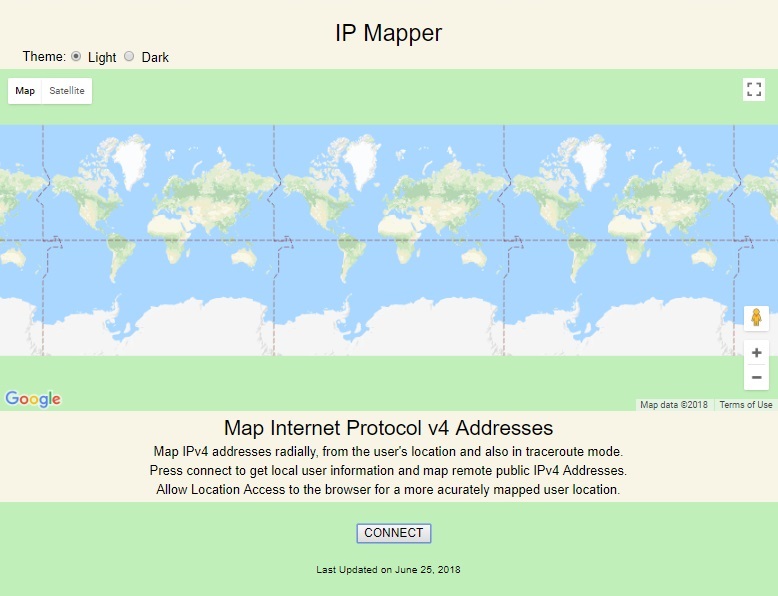 IP Mapper
Theme: Light Dark
Map Satellite
Google
Map data ©2018 Terms of Use
Map Internet Protocol v4 Addresses
Map IPv4 addresses radially, from the user's location and also in traceroute mode.
Press connect to get local user information and map remote public IPv4 Addresses.
Allow Location Access to the browser for a more acurately mapped user location.
CONNECT
Last Updated on June 25, 2018